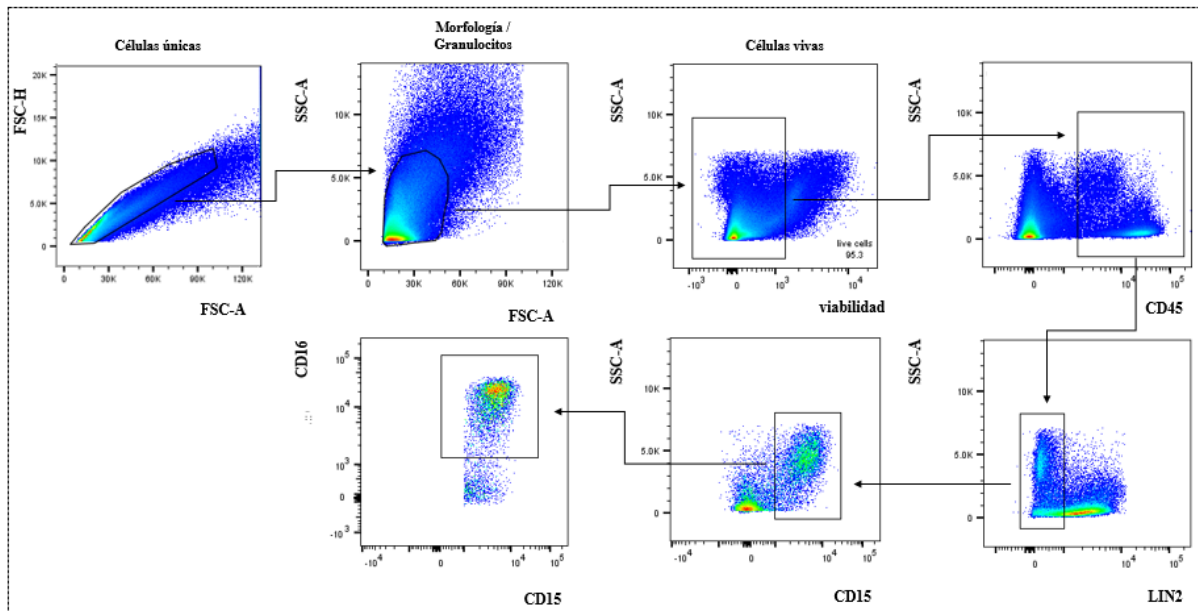 Células únicas
FSC-H
20K
15K
10K
5.0K
0
0 30K 60K 90K 120K
FSC-A
Morfología /
Granulocitos
SSC-A
10K
5.0K
0
0 30K 60K 90K 120K
FSC-A
Células vivas
SSC-A
10K
5.0K
0
live cells
95.3
-10³ 0 10³ 10⁴
viabilidad
SSC-A
10K
5.0K
0
0 10⁴ 10⁵
CD45
CD16
10⁵
10⁴
10³
0
-10³
-10⁴ 0 10⁴ 10⁵
CD15
SSC-A
10K
5.0K
0
-10⁴ 0 10⁴ 10⁵
CD15
SSC-A
10K
5.0K
0
0 10⁴ 10⁵
LIN2